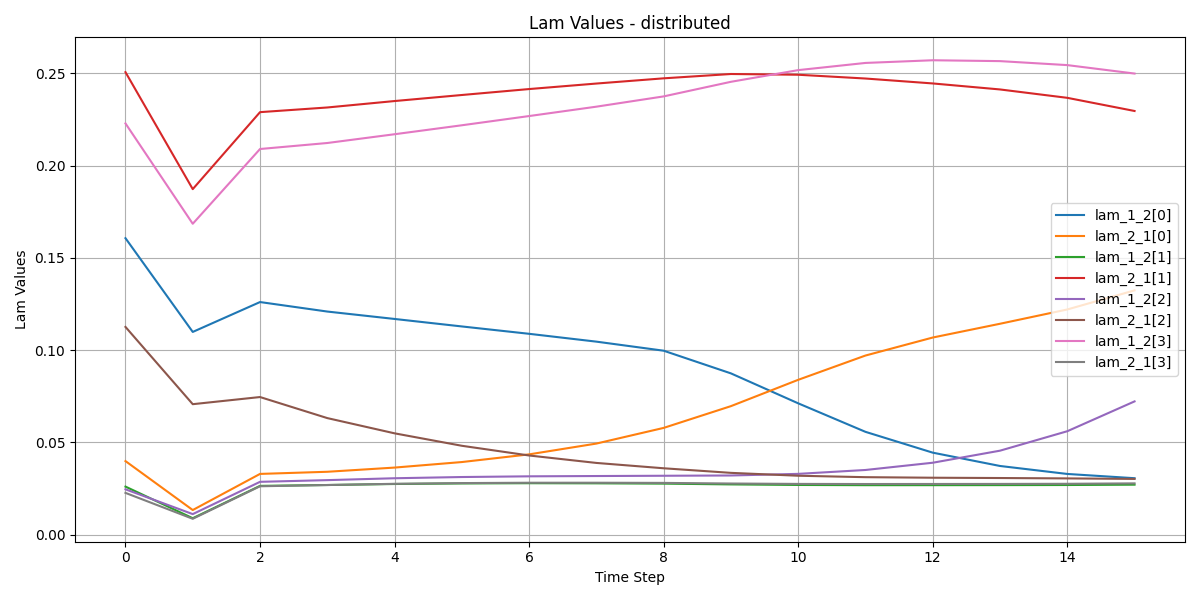 Lam Values - distributed
0.25
0.20
0.15
0.10
0.05
0.00
Lam Values
lam_1_2[0]
lam_2_1[0]
lam_1_2[1]
lam_2_1[1]
lam_1_2[2]
lam_2_1[2]
lam_1_2[3]
lam_2_1[3]
0 2 4 6 8 10 12 14
Time Step